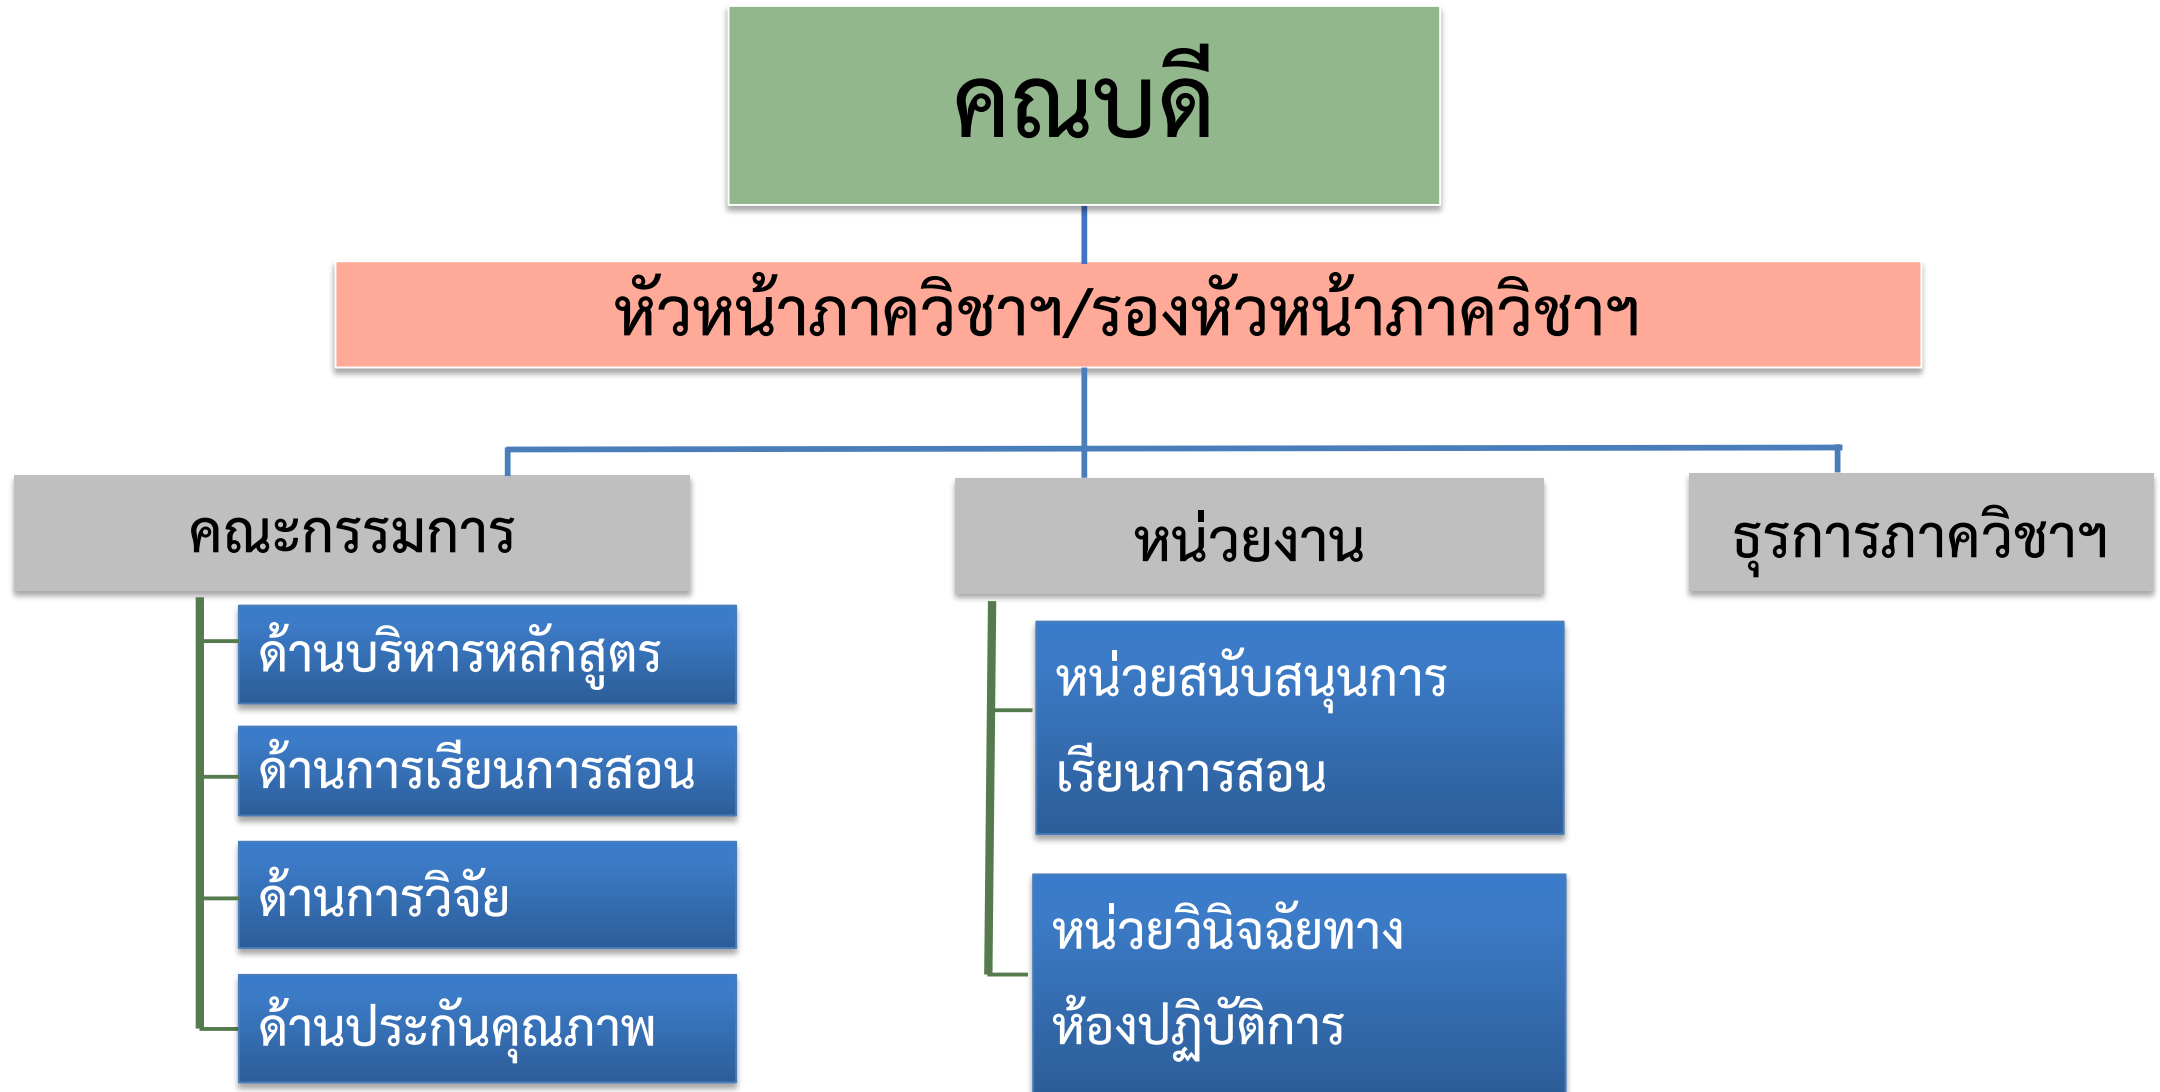 คณบดี
หัวหน้าภาควิชาฯ/รองหัวหน้าภาควิชาฯ
คณะกรรมการ
ด้านบริหารหลักสูตร
ด้านการเรียนการสอน
ด้านการวิจัย
ด้านประกันคุณภาพ
หน่วยงาน
หน่วยสนับสนุนการ
เรียนการสอน
หน่วยวินิจฉัยทาง
ห้องปฏิบัติการ
ธุรการภาควิชาฯ